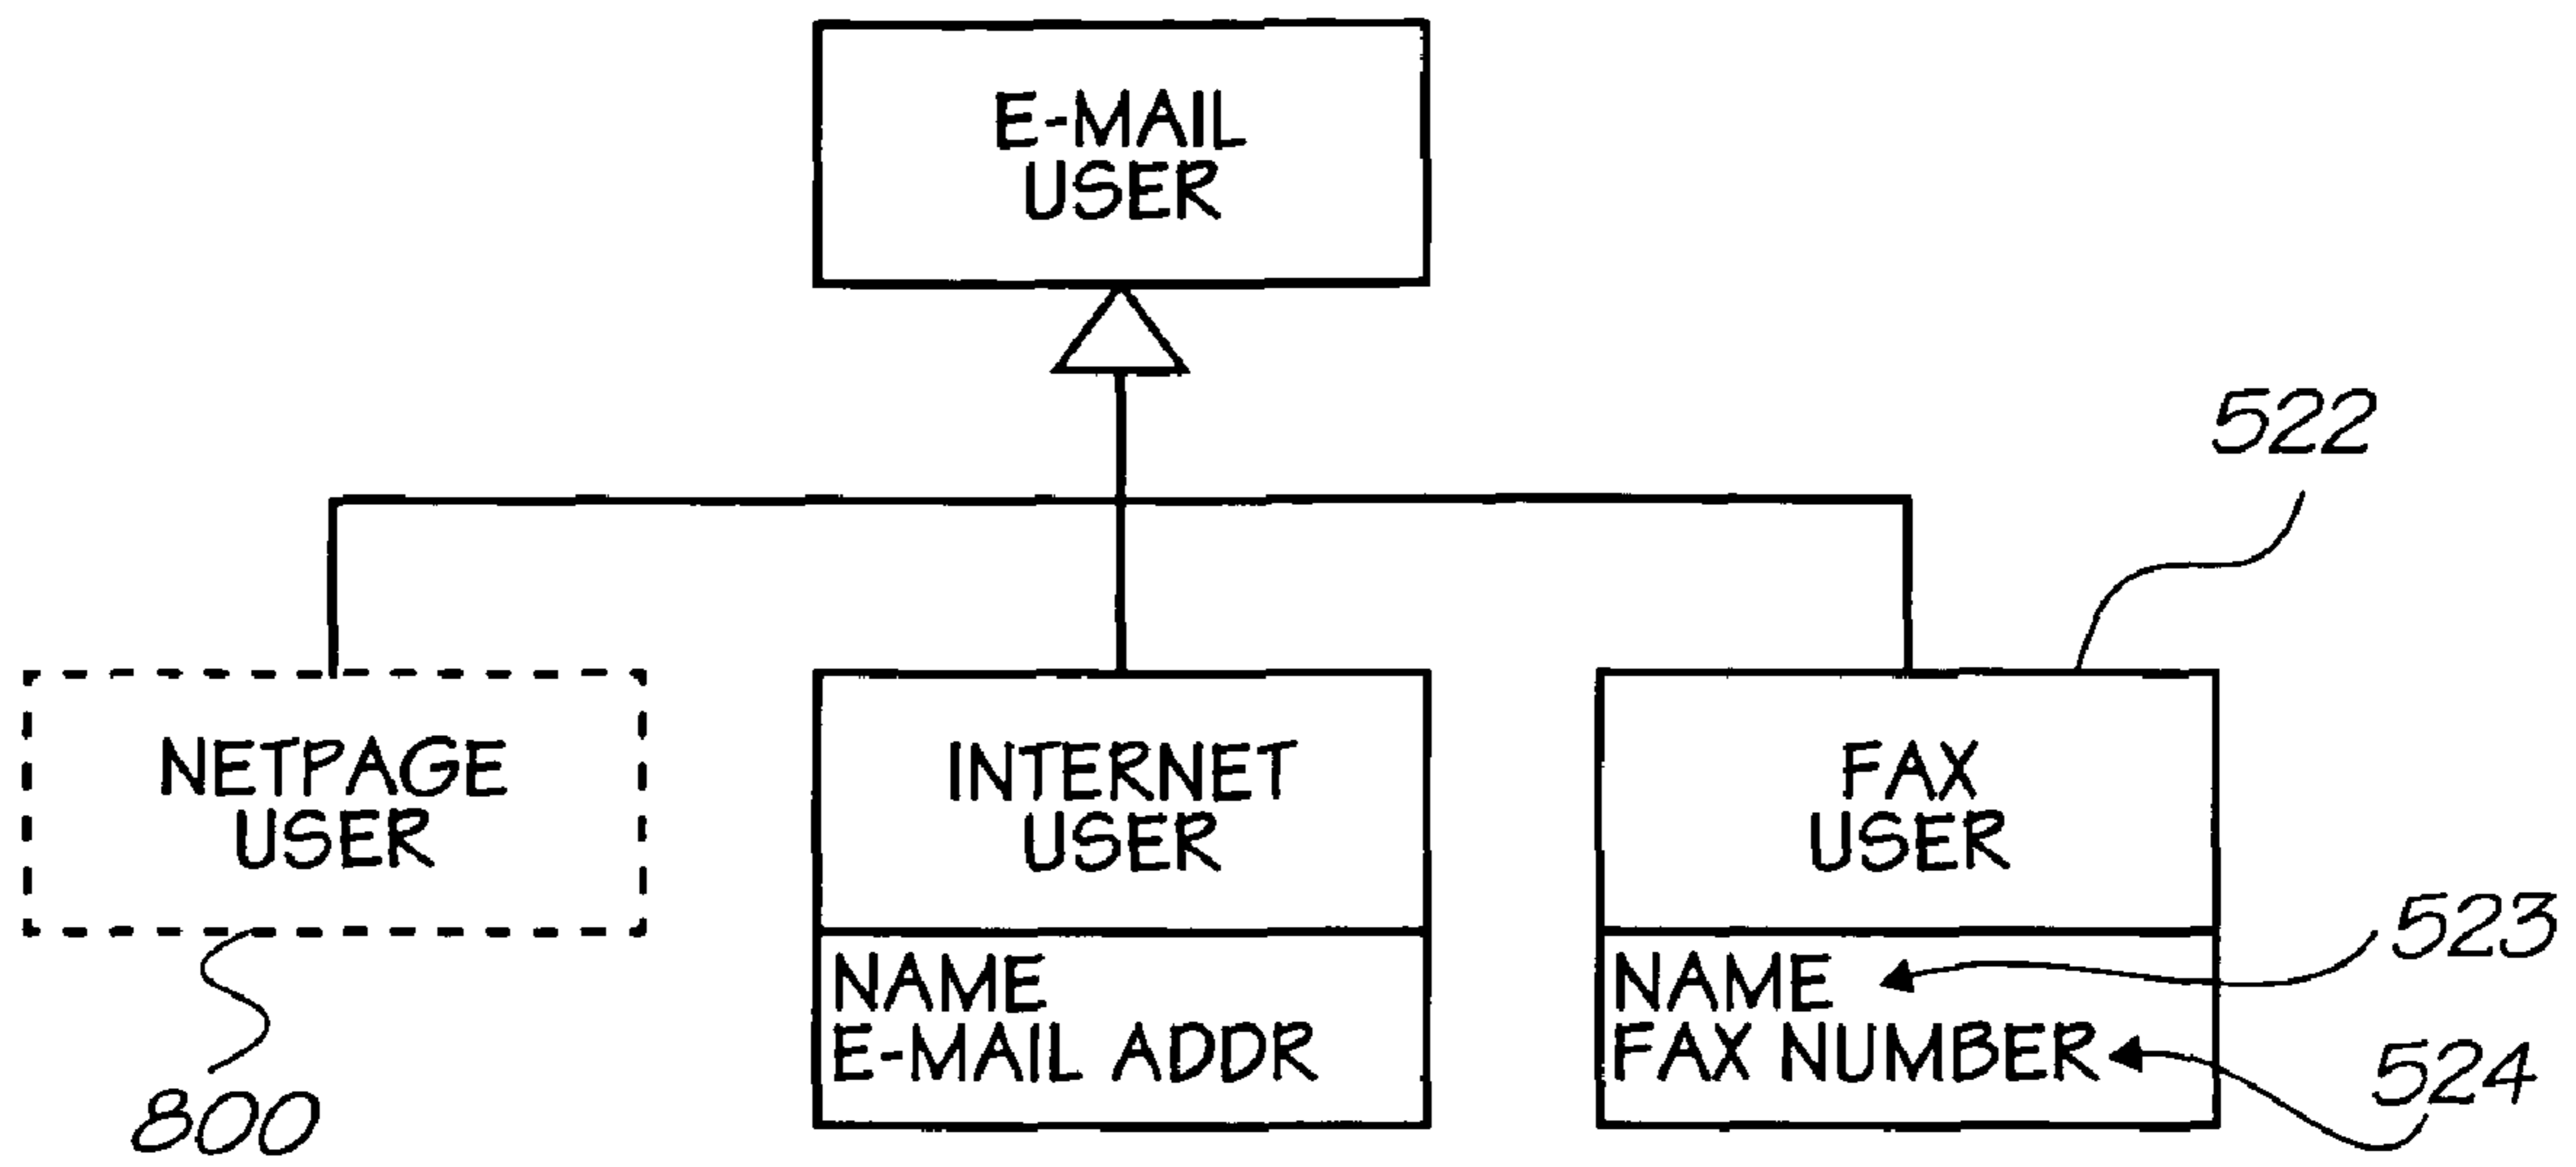 E-MAIL
USER
522
NETPAGE
USER
INTERNET
USER
FAX
USER
NAME
E-MAIL ADDR
NAME
FAX NUMBER
523
524
800